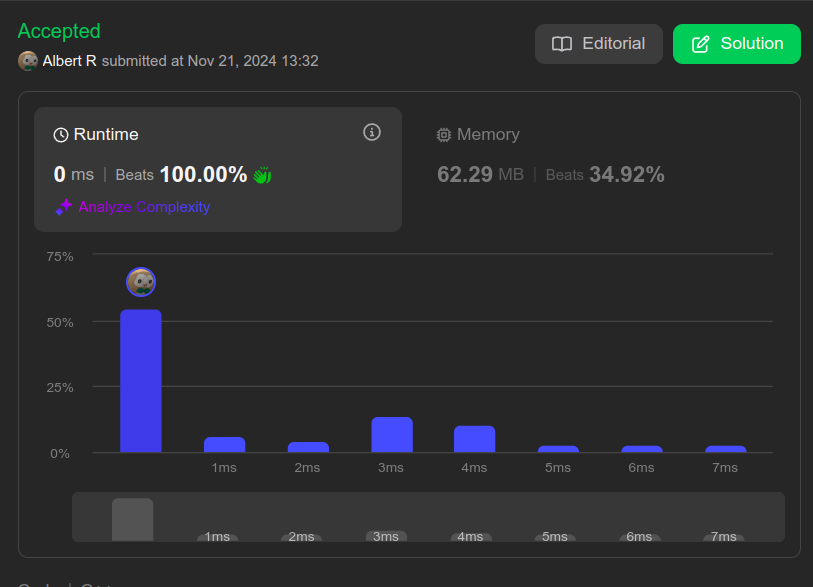 Accepted
Albert R submitted at Nov 21, 2024 13:32
Editorial
Solution
Runtime
0 ms | Beats 100.00%
Analyze Complexity
Memory
62.29 MB | Beats 34.92%
75%
50%
25%
0%
1ms 2ms 3ms 4ms 5ms 6ms 7ms
1ms 2ms 3ms 4ms 5ms 6ms 7ms